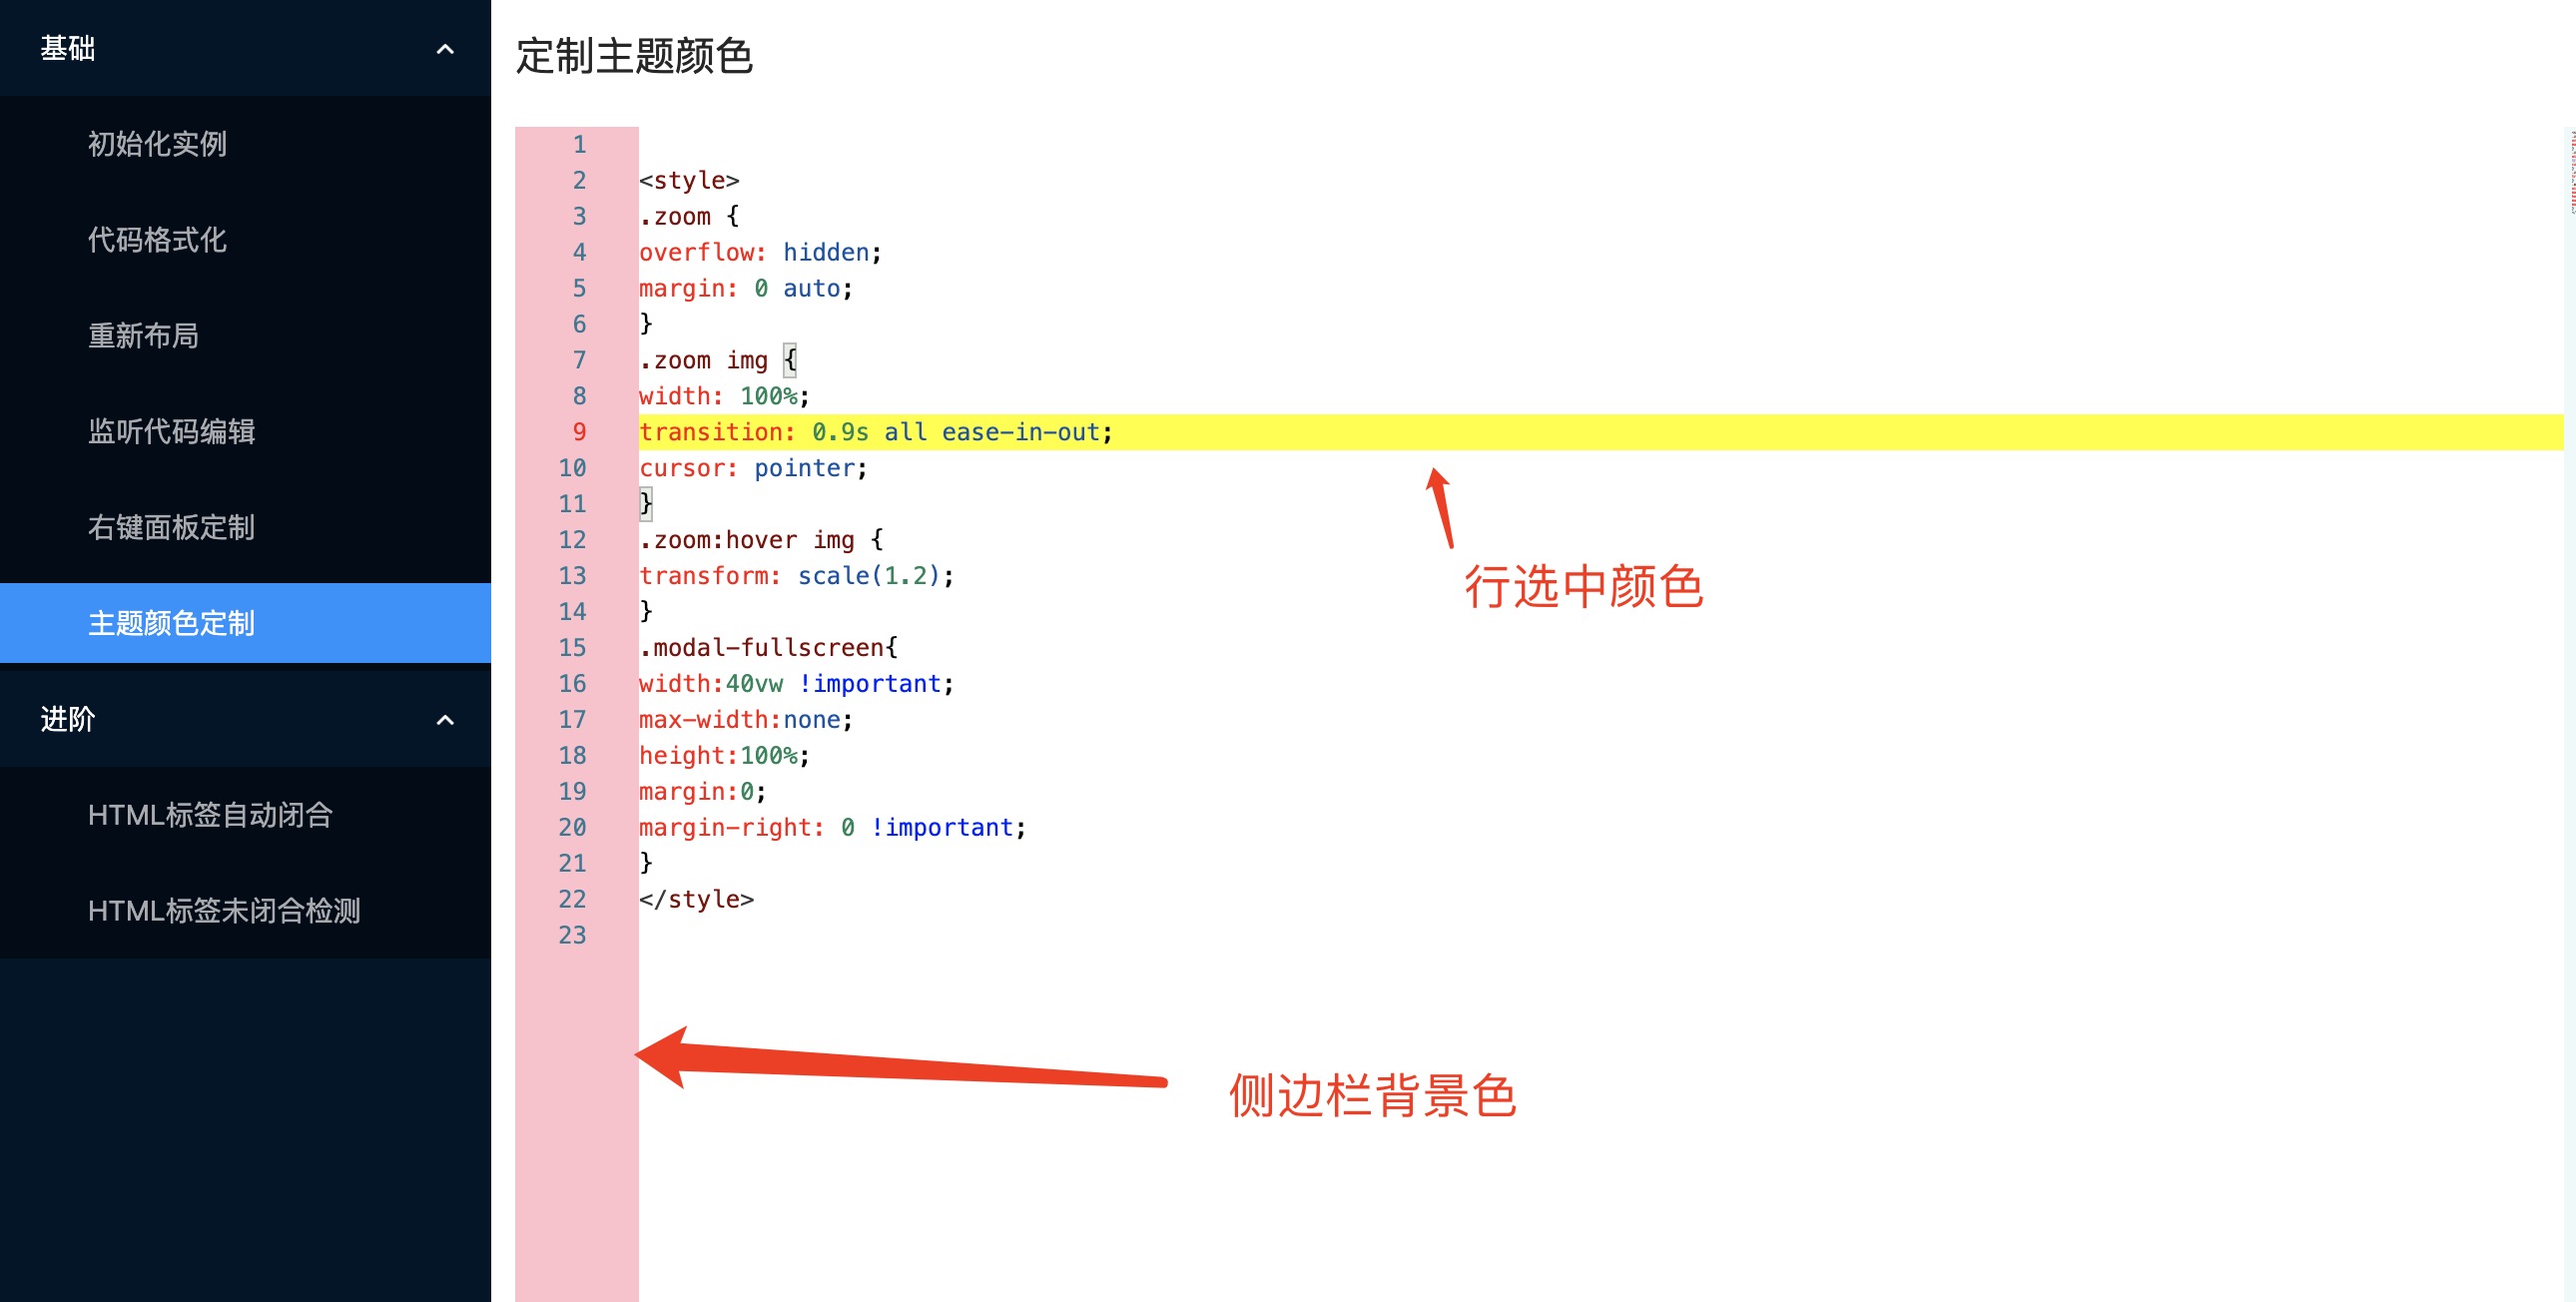 基础
初始化实例
代码格式化
重新布局
监听代码编辑
右键面板定制
主题颜色定制
进阶
HTML标签自动闭合
HTML标签未闭合检测
定制主题颜色
1
2 <style>
3 .zoom {
4 overflow: hidden;
5 margin: 0 auto;
6 }
7 .zoom img {
8 width: 100%;
9 transition: 0.9s all ease-in-out;
10 cursor: pointer;
11 }
12 .zoom:hover img {
13 transform: scale(1.2);
14 }
15 .modal-fullscreen{
16 width:40vw !important;
17 max-width:none;
18 height:100%;
19 margin:0;
20 margin-right: 0 !important;
21 }
22 </style>
23
行选中颜色
侧边栏背景色